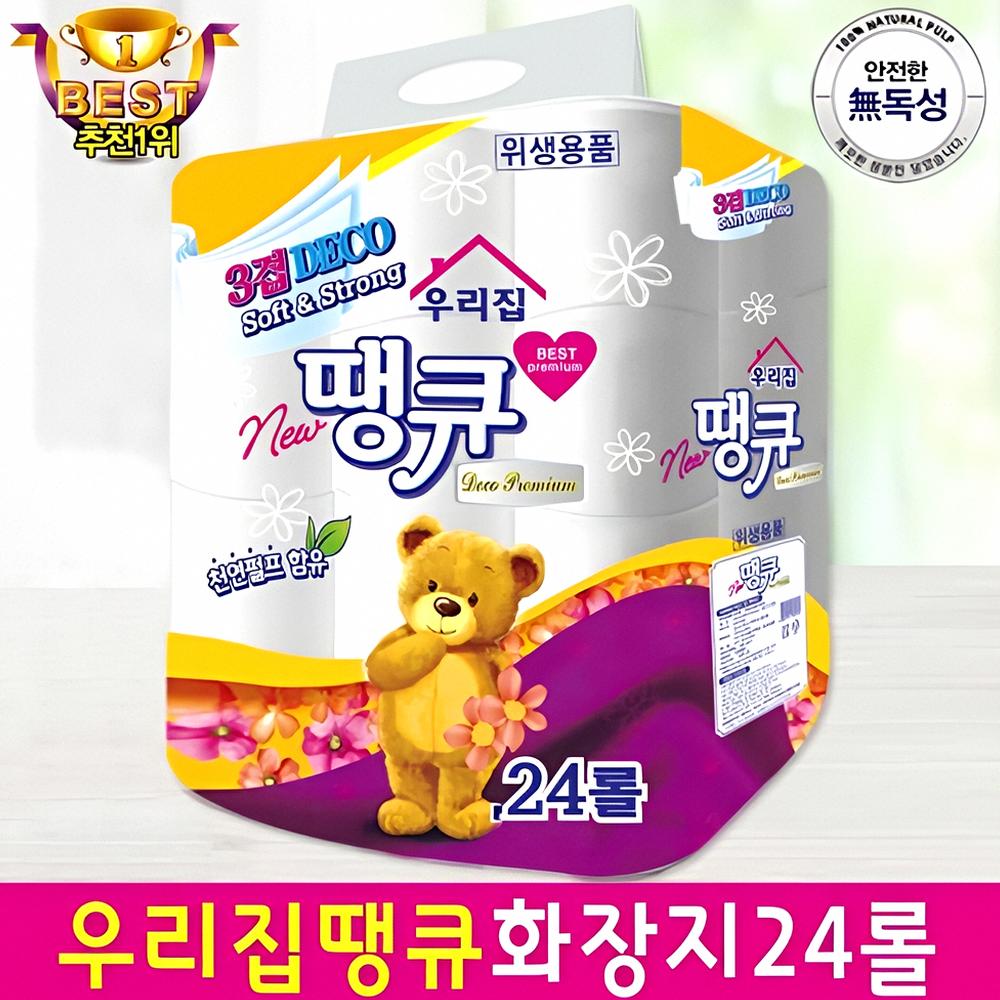 1
BEST
추천1위
100% NATURAL PULP
안전한
無독성
위생용품
3겹 DECO
Soft & Strong
우리집
BEST
premium
New 땡큐
Deco Premium
천연펄프 함유
24롤
3겹 DECO
우리집
New 땡큐
위생용품
땡큐
우리집땡큐화장지24롤